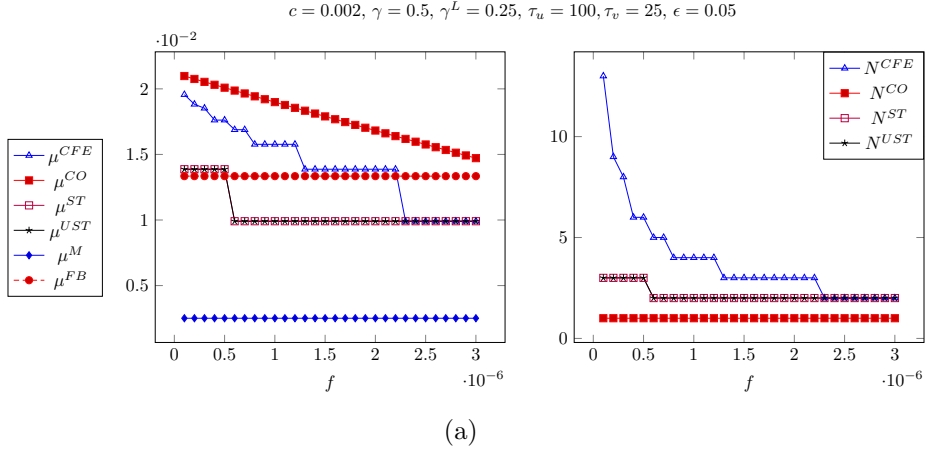 c = 0.002, γ = 0.5, γ^L = 0.25, τ_u = 100, τ_v = 25, ϵ = 0.05
·10^−2
2
1.5
1
0.5
0 0.5 1 1.5 2 2.5 3
f
·10^−6
μ^CFE
μ^CO
μ^ST
μ^UST
μ^M
μ^FB
10
5
0
0 0.5 1 1.5 2 2.5 3
f
·10^−6
N^CFE
N^CO
N^ST
N^UST
(a)